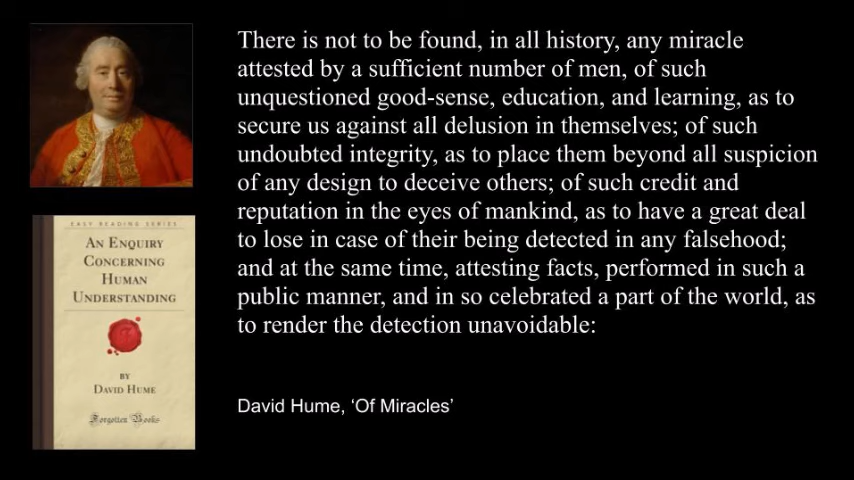 There is not to be found, in all history, any miracle
attested by a sufficient number of men, of such
unquestioned good-sense, education, and learning, as to
secure us against all delusion in themselves; of such
undoubted integrity, as to place them beyond all suspicion
of any design to deceive others; of such credit and
reputation in the eyes of mankind, as to have a great deal
to lose in case of their being detected in any falsehood;
and at the same time, attesting facts, performed in such a
public manner, and in so celebrated a part of the world, as
to render the detection unavoidable:
David Hume, ‘Of Miracles’
EASY READING SERIES
AN ENQUIRY
CONCERNING
HUMAN
UNDERSTANDING
BY
DAVID HUME
Forgotten Books